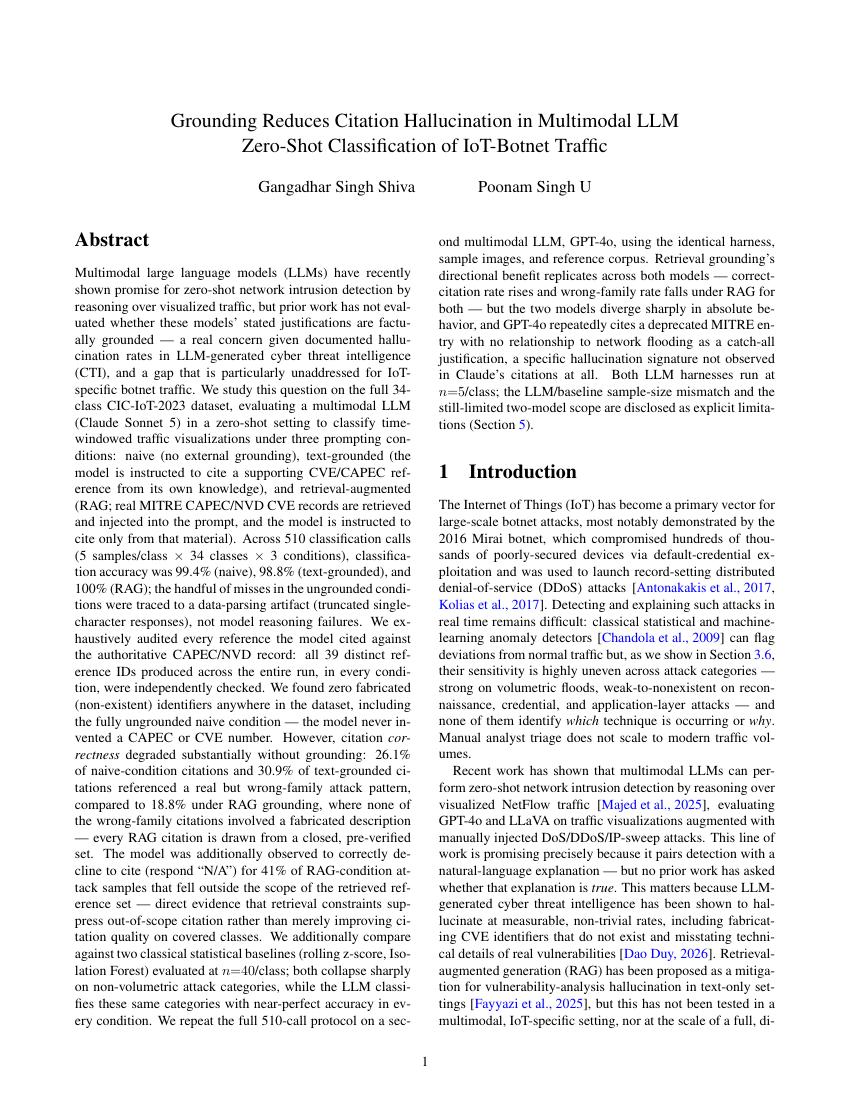 Grounding Reduces Citation Hallucination in Multimodal LLM
Zero-Shot Classification of IoT-Botnet Traffic
Gangadhar Singh Shiva Poonam Singh U
Abstract
Multimodal large language models (LLMs) have recently
shown promise for zero-shot network intrusion detection by
reasoning over visualized traffic, but prior work has not eval-
uated whether these models’ stated justifications are factu-
ally grounded — a real concern given documented hallu-
cination rates in LLM-generated cyber threat intelligence
(CTI), and a gap that is particularly unaddressed for IoT-
specific botnet traffic. We study this question on the full 34-
class CIC-IoT-2023 dataset, evaluating a multimodal LLM
(Claude Sonnet 5) in a zero-shot setting to classify time-
windowed traffic visualizations under three prompting con-
ditions: naive (no external grounding), text-grounded (the
model is instructed to cite a supporting CVE/CAPEC ref-
erence from its own knowledge), and retrieval-augmented
(RAG; real MITRE CAPEC/NVD CVE records are retrieved
and injected into the prompt, and the model is instructed to
cite only from that material). Across 510 classification calls
(5 samples/class × 34 classes × 3 conditions), classifica-
tion accuracy was 99.4% (naive), 98.8% (text-grounded), and
100% (RAG); the handful of misses in the ungrounded condi-
tions were traced to a data-parsing artifact (truncated single-
character responses), not model reasoning failures. We ex-
haustively audited every reference the model cited against
the authoritative CAPEC/NVD record: all 39 distinct ref-
erence IDs produced across the entire run, in every condi-
tion, were independently checked. We found zero fabricated
(non-existent) identifiers anywhere in the dataset, including
the fully ungrounded naive condition — the model never in-
vented a CAPEC or CVE number. However, citation cor-
rectness degraded substantially without grounding: 26.1%
of naive-condition citations and 30.9% of text-grounded ci-
tations referenced a real but wrong-family attack pattern,
compared to 18.8% under RAG grounding, where none of
the wrong-family citations involved a fabricated description
— every RAG citation is drawn from a closed, pre-verified
set. The model was additionally observed to correctly de-
cline to cite (respond “N/A”) for 41% of RAG-condition at-
tack samples that fell outside the scope of the retrieved ref-
erence set — direct evidence that retrieval constraints sup-
press out-of-scope citation rather than merely improving ci-
tation quality on covered classes. We additionally compare
against two classical statistical baselines (rolling z-score, Iso-
lation Forest) evaluated at n=40/class; both collapse sharply
on non-volumetric attack categories, while the LLM classi-
fies these same categories with near-perfect accuracy in ev-
ery condition. We repeat the full 510-call protocol on a sec-
ond multimodal LLM, GPT-4o, using the identical harness,
sample images, and reference corpus. Retrieval grounding’s
directional benefit replicates across both models — correct-
citation rate rises and wrong-family rate falls under RAG for
both — but the two models diverge sharply in absolute be-
havior, and GPT-4o repeatedly cites a deprecated MITRE en-
try with no relationship to network flooding as a catch-all
justification, a specific hallucination signature not observed
in Claude’s citations at all. Both LLM harnesses run at
n=5/class; the LLM/baseline sample-size mismatch and the
still-limited two-model scope are disclosed as explicit limita-
tions (Section 5).
1 Introduction
The Internet of Things (IoT) has become a primary vector for
large-scale botnet attacks, most notably demonstrated by the
2016 Mirai botnet, which compromised hundreds of thou-
sands of poorly-secured devices via default-credential ex-
ploitation and was used to launch record-setting distributed
denial-of-service (DDoS) attacks [Antonakakis et al., 2017,
Kolias et al., 2017]. Detecting and explaining such attacks in
real time remains difficult: classical statistical and machine-
learning anomaly detectors [Chandola et al., 2009] can flag
deviations from normal traffic but, as we show in Section 3.6,
their sensitivity is highly uneven across attack categories —
strong on volumetric floods, weak-to-nonexistent on recon-
naissance, credential, and application-layer attacks — and
none of them identify which technique is occurring or why.
Manual analyst triage does not scale to modern traffic vol-
umes.
Recent work has shown that multimodal LLMs can per-
form zero-shot network intrusion detection by reasoning over
visualized NetFlow traffic [Majed et al., 2025], evaluating
GPT-4o and LLaVA on traffic visualizations augmented with
manually injected DoS/DDoS/IP-sweep attacks. This line of
work is promising precisely because it pairs detection with a
natural-language explanation — but no prior work has asked
whether that explanation is true. This matters because LLM-
generated cyber threat intelligence has been shown to hal-
lucinate at measurable, non-trivial rates, including fabricat-
ing CVE identifiers that do not exist and misstating techni-
cal details of real vulnerabilities [Dao Duy, 2026]. Retrieval-
augmented generation (RAG) has been proposed as a mitiga-
tion for vulnerability-analysis hallucination in text-only set-
tings [Fayyazi et al., 2025], but this has not been tested in a
multimodal, IoT-specific setting, nor at the scale of a full, di-
1